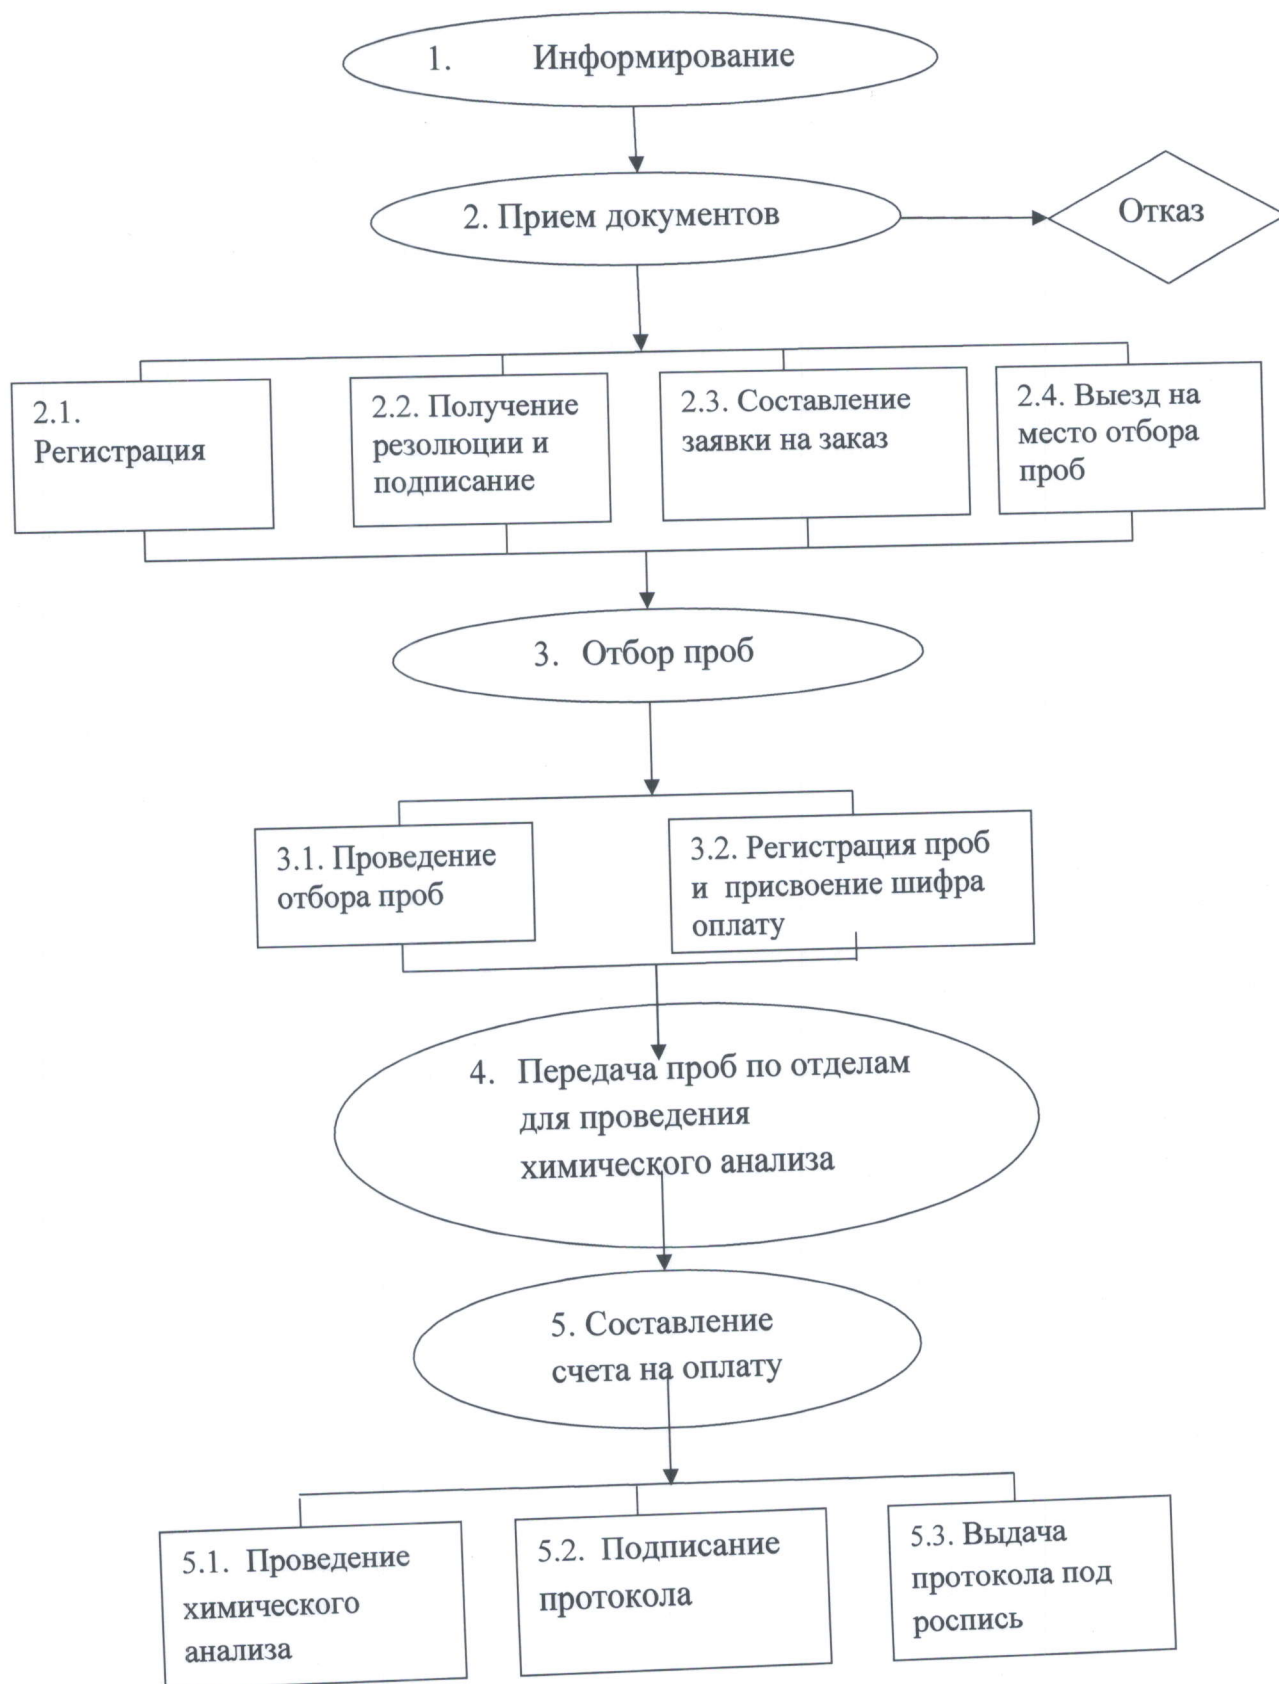 1. Информирование
2. Прием документов
Отказ
2.1.
Регистрация
2.2. Получение
резолюции и
подписание
2.3. Составление
заявки на заказ
2.4. Выезд на
место отбора
проб
3. Отбор проб
3.1. Проведение
отбора проб
3.2. Регистрация проб
и присвоение шифра
оплату
4. Передача проб по отделам
для проведения
химического анализа
5. Составление
счета на оплату
5.1. Проведение
химического
анализа
5.2. Подписание
протокола
5.3. Выдача
протокола под
роспись